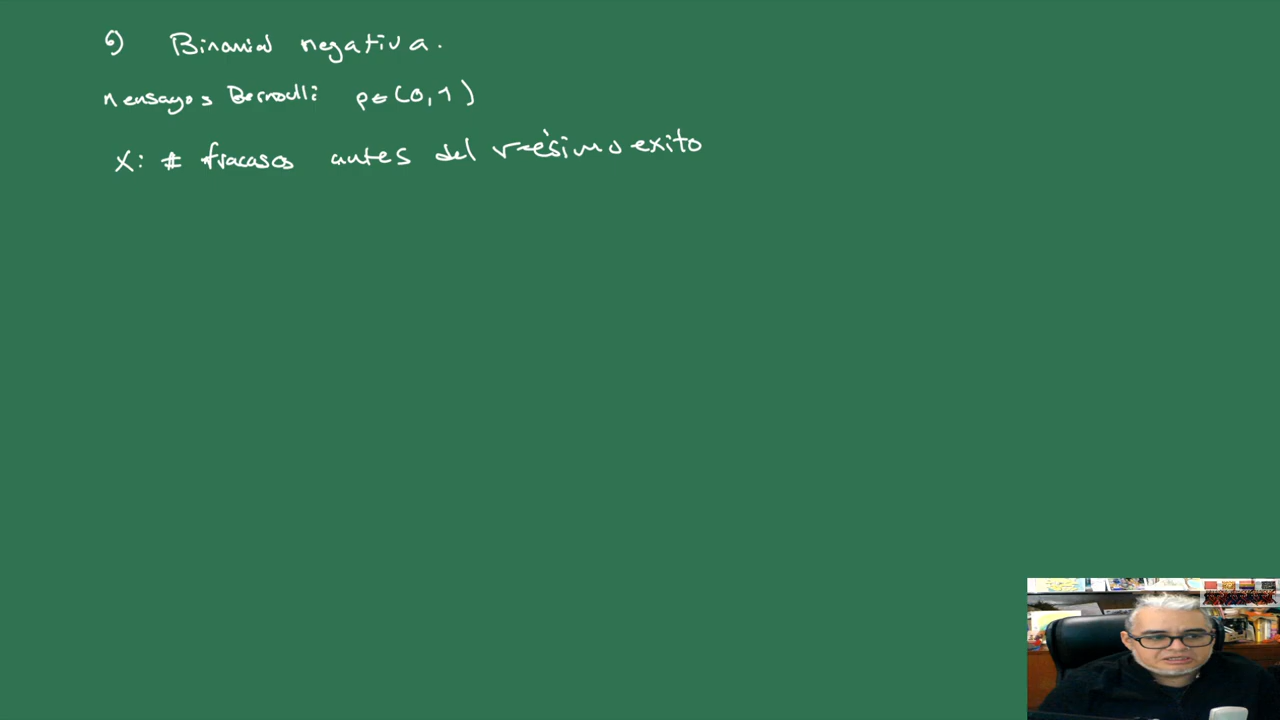 6) Binomial negativa.
n ensayos Bernoulli p∈(0,1)
X: # fracasos antes del r-ésimo exito